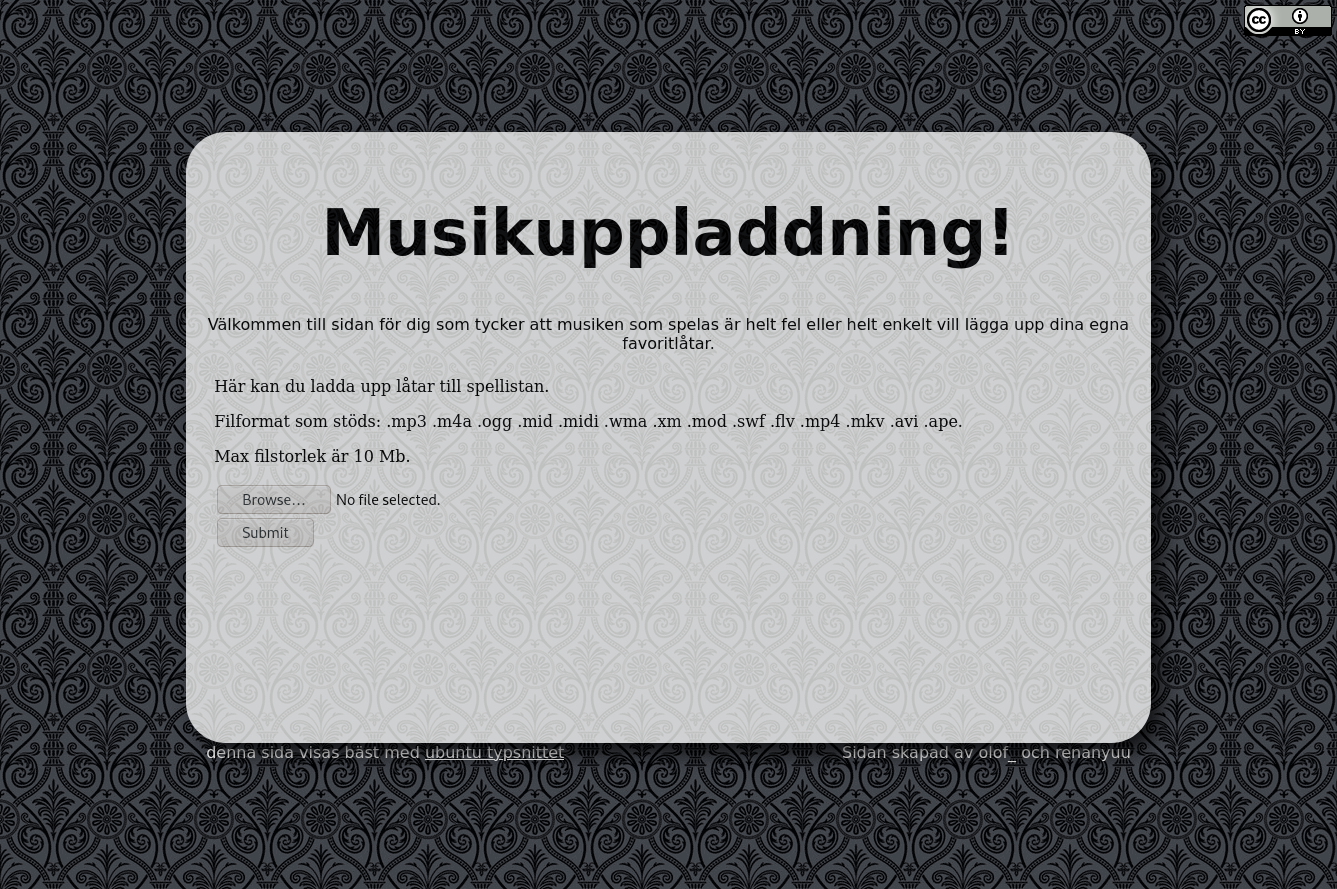 cc
BY
Musikuppladdning!
Välkommen till sidan för dig som tycker att musiken som spelas är helt fel eller helt enkelt vill lägga upp dina egna
favoritlåtar.
Här kan du ladda upp låtar till spellistan.
Filformat som stöds: .mp3 .m4a .ogg .mid .midi .wma .xm .mod .swf .flv .mp4 .mkv .avi .ape.
Max filstorlek är 10 Mb.
Browse... No file selected.
Submit
denna sida visas bäst med ubuntu typsnittet
Sidan skapad av olof_ och renanyuu